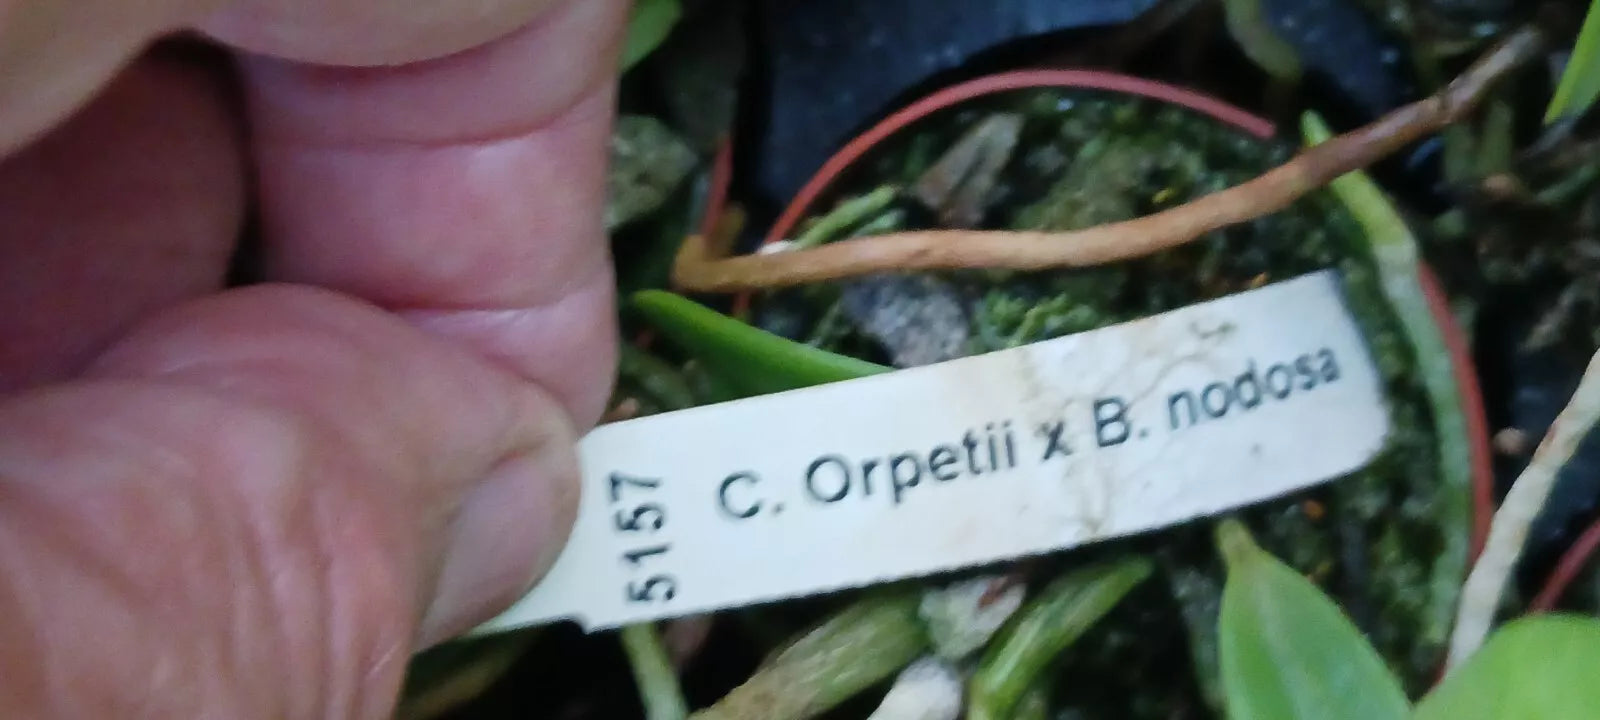 5157
C. Orpetii x B. nodosa